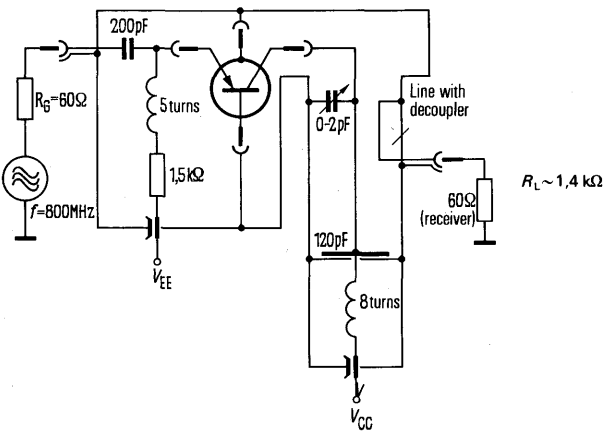 200pF
R_G=60Ω
5 turns
1,5kΩ
f=800MHz
V_EE
0-2pF
Line with
decoupler
60Ω
(receiver)
R_L ~ 1,4 kΩ
120pF
8 turns
V_CC